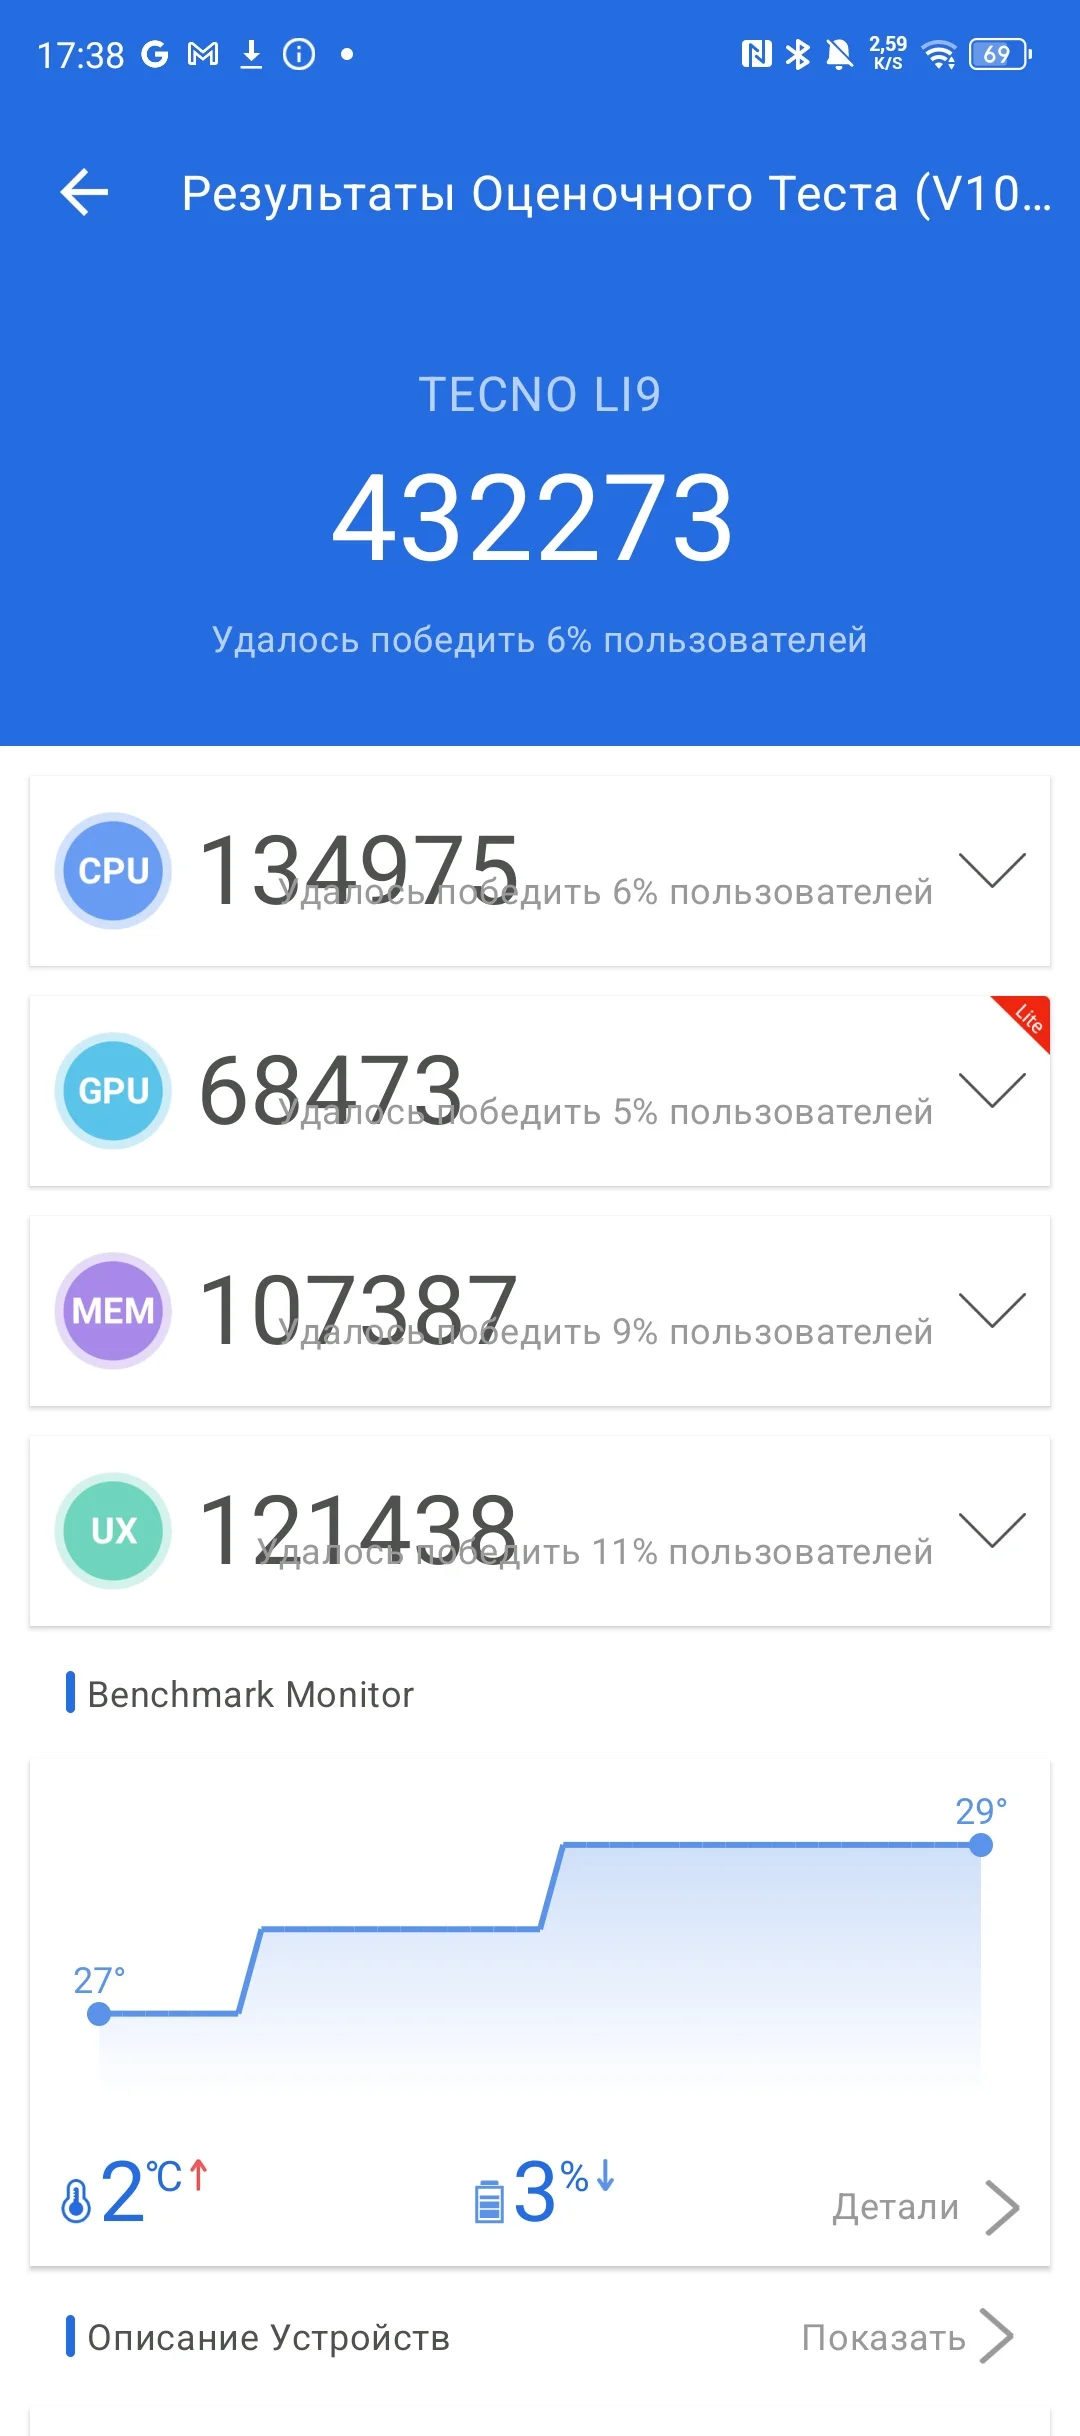 17:38 2,59 K/S 69
Результаты Оценочного Теста (V10…
TECNO LI9
432273
Удалось победить 6% пользователей
CPU 134975
Удалось победить 6% пользователей
Lite
GPU 68473
Удалось победить 5% пользователей
MEM 107387
Удалось победить 9% пользователей
UX 121438
Удалось победить 11% пользователей
Benchmark Monitor
29°
27°
2°C↑ 3%↓ Детали
Описание Устройств Показать